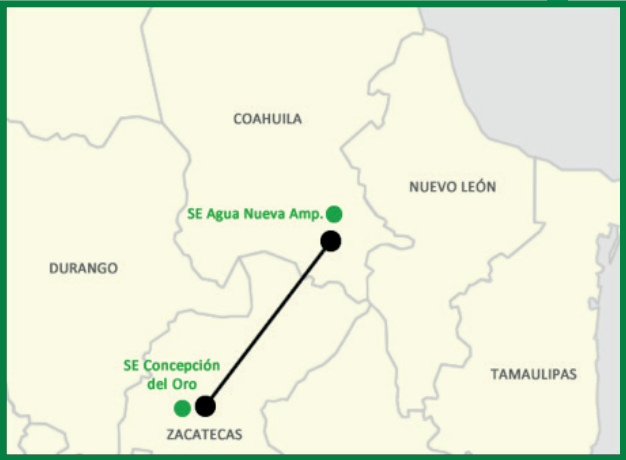 COAHUILA
NUEVO LEÓN
SE Agua Nueva Amp.
DURANGO
SE Concepción
del Oro
TAMAULIPAS
ZACATECAS